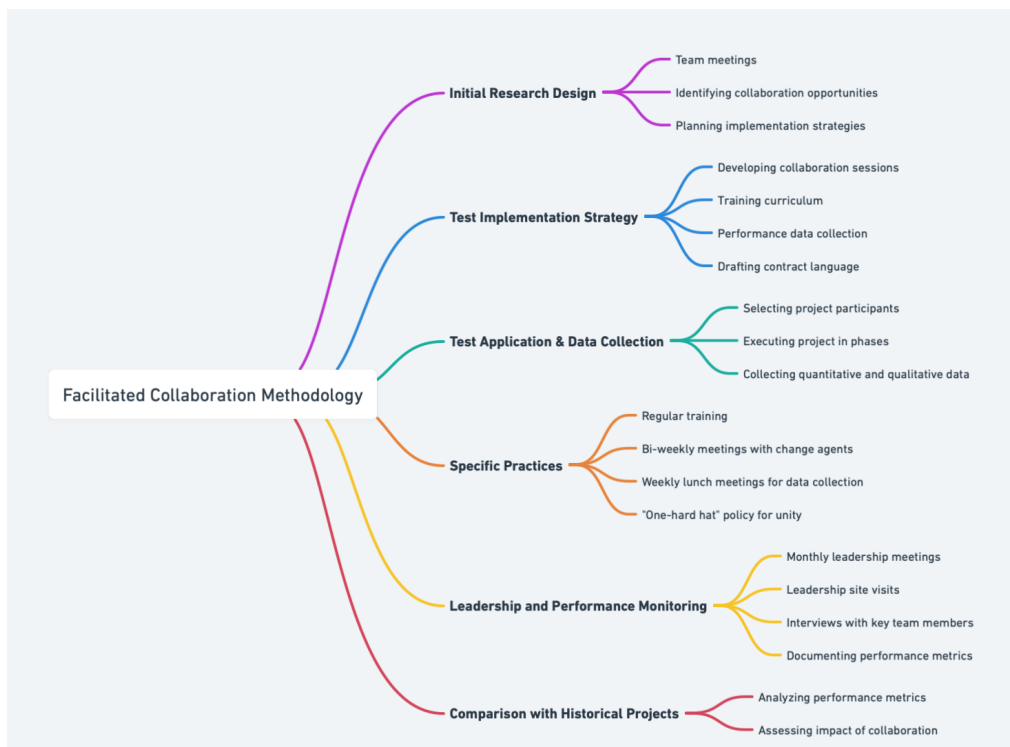 Facilitated Collaboration Methodology
Initial Research Design
Team meetings
Identifying collaboration opportunities
Planning implementation strategies
Test Implementation Strategy
Developing collaboration sessions
Training curriculum
Performance data collection
Drafting contract language
Test Application & Data Collection
Selecting project participants
Executing project in phases
Collecting quantitative and qualitative data
Specific Practices
Regular training
Bi-weekly meetings with change agents
Weekly lunch meetings for data collection
"One-hard hat" policy for unity
Leadership and Performance Monitoring
Monthly leadership meetings
Leadership site visits
Interviews with key team members
Documenting performance metrics
Comparison with Historical Projects
Analyzing performance metrics
Assessing impact of collaboration